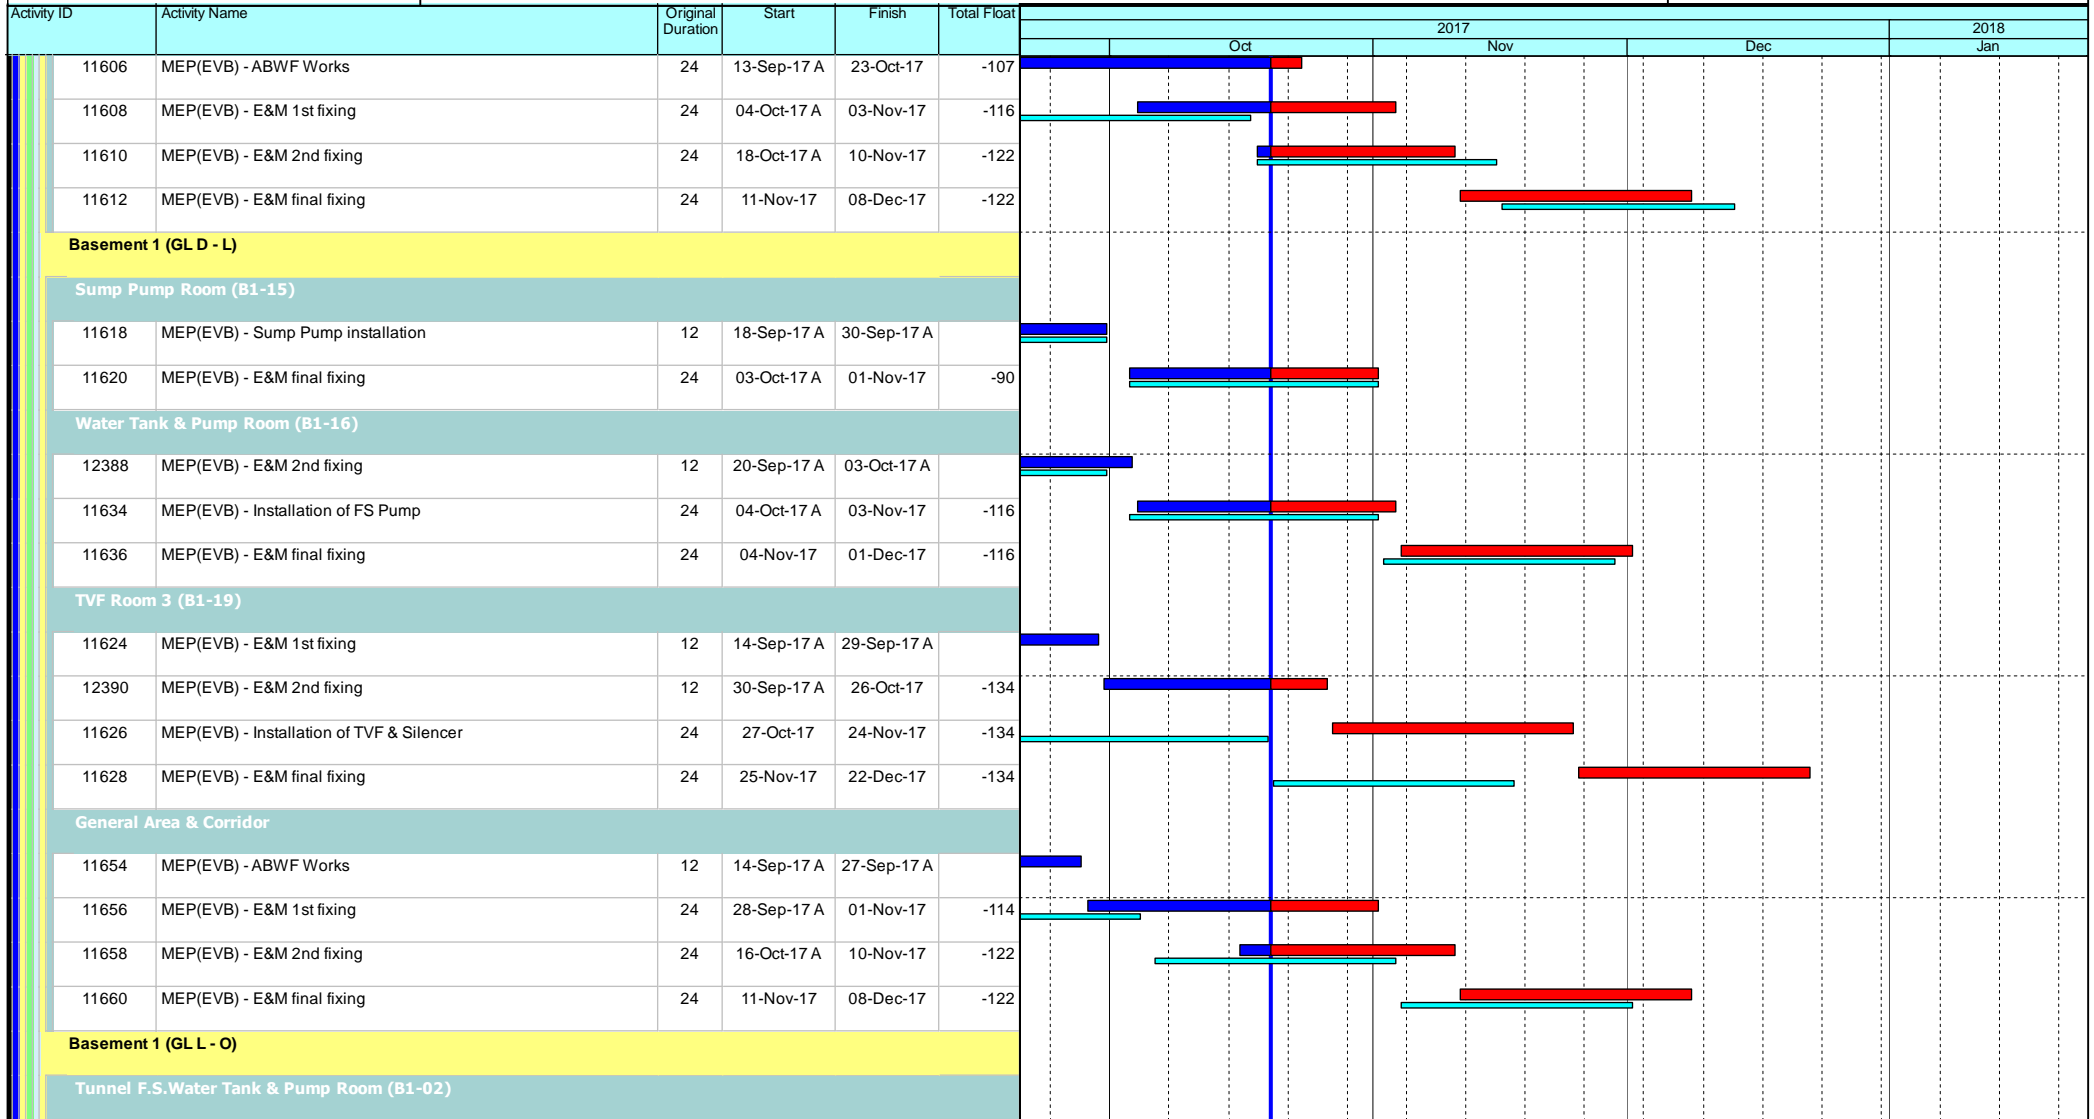 Activity ID Activity Name Original Duration Start Finish Total Float
2017 2018
Oct Nov Dec Jan
11606 MEP(EVB) - ABWF Works 24 13-Sep-17 A 23-Oct-17 -107
11608 MEP(EVB) - E&M 1st fixing 24 04-Oct-17 A 03-Nov-17 -116
11610 MEP(EVB) - E&M 2nd fixing 24 18-Oct-17 A 10-Nov-17 -122
11612 MEP(EVB) - E&M final fixing 24 11-Nov-17 08-Dec-17 -122
Basement 1 (GL D - L)
Sump Pump Room (B1-15)
11618 MEP(EVB) - Sump Pump installation 12 18-Sep-17 A 30-Sep-17 A
11620 MEP(EVB) - E&M final fixing 24 03-Oct-17 A 01-Nov-17 -90
Water Tank & Pump Room (B1-16)
12388 MEP(EVB) - E&M 2nd fixing 12 20-Sep-17 A 03-Oct-17 A
11634 MEP(EVB) - Installation of FS Pump 24 04-Oct-17 A 03-Nov-17 -116
11636 MEP(EVB) - E&M final fixing 24 04-Nov-17 01-Dec-17 -116
TVF Room 3 (B1-19)
11624 MEP(EVB) - E&M 1st fixing 12 14-Sep-17 A 29-Sep-17 A
12390 MEP(EVB) - E&M 2nd fixing 12 30-Sep-17 A 26-Oct-17 -134
11626 MEP(EVB) - Installation of TVF & Silencer 24 27-Oct-17 24-Nov-17 -134
11628 MEP(EVB) - E&M final fixing 24 25-Nov-17 22-Dec-17 -134
General Area & Corridor
11654 MEP(EVB) - ABWF Works 12 14-Sep-17 A 27-Sep-17 A
11656 MEP(EVB) - E&M 1st fixing 24 28-Sep-17 A 01-Nov-17 -114
11658 MEP(EVB) - E&M 2nd fixing 24 16-Oct-17 A 10-Nov-17 -122
11660 MEP(EVB) - E&M final fixing 24 11-Nov-17 08-Dec-17 -122
Basement 1 (GL L - O)
Tunnel F.S.Water Tank & Pump Room (B1-02)